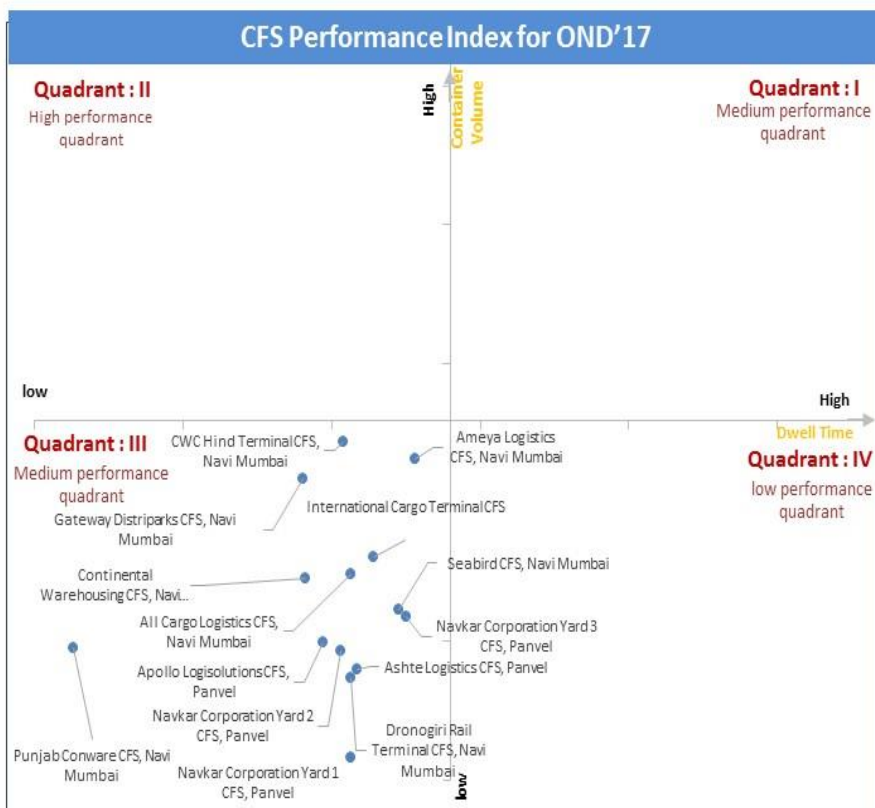 CFS Performance Index for OND'17
Quadrant : II
High performance
quadrant
High
Container
Volume
Quadrant : I
Medium performance
quadrant
low
High
Dwell Time
Quadrant : III
Medium performance
quadrant
CWC Hind Terminal CFS,
Navi Mumbai
Ameya Logistics
CFS, Navi Mumbai
Quadrant : IV
low performance
quadrant
Gateway Distriparks CFS, Navi
Mumbai
International Cargo Terminal CFS
Continental
Warehousing CFS, Navi...
Seabird CFS, Navi Mumbai
All Cargo Logistics CFS,
Navi Mumbai
Navkar Corporation Yard 3
CFS, Panvel
Apollo Logisolutions CFS,
Panvel
Ashte Logistics CFS, Panvel
Navkar Corporation Yard 2
CFS, Panvel
Dronogiri Rail
Terminal CFS, Navi
Mumbai
Punjab Conware CFS, Navi
Mumbai
Navkar Corporation Yard 1
CFS, Panvel
low